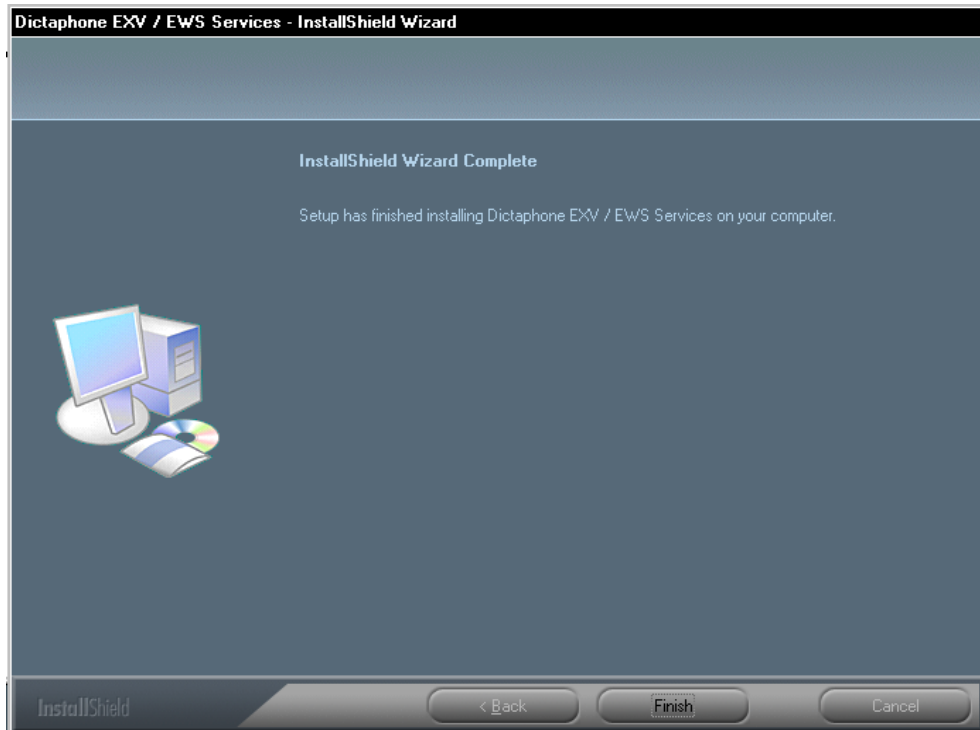 Dictaphone EXV / EWS Services - InstallShield Wizard
InstallShield Wizard Complete
Setup has finished installing Dictaphone EXV / EWS Services on your computer.
InstallShield
< Back
Finish
Cancel